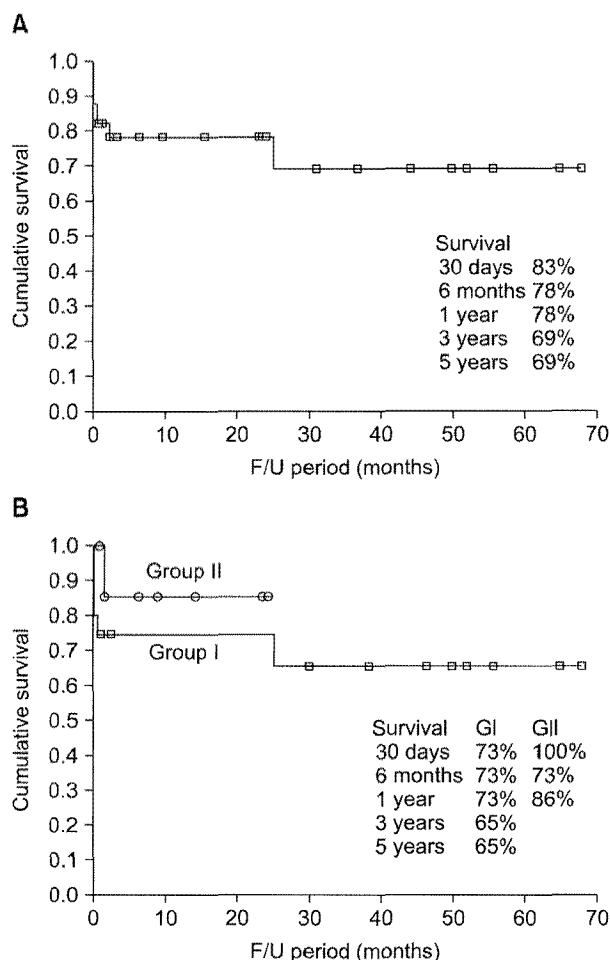 A
1.0
0.9
0.8
0.7
0.6
0.5
0.4
0.3
0.2
0.1
0.0
Cumulative survival
Survival
30 days 83%
6 months 78%
1 year 78%
3 years 69%
5 years 69%
0 10 20 30 40 50 60 70
F/U period (months)
B
1.0
0.9
0.8
0.7
0.6
0.5
0.4
0.3
0.2
0.1
0.0
Cumulative survival
Group II
Group I
Survival GI GII
30 days 73% 100%
6 months 73% 73%
1 year 73% 86%
3 years 65%
5 years 65%
0 10 20 30 40 50 60 70
F/U period (months)